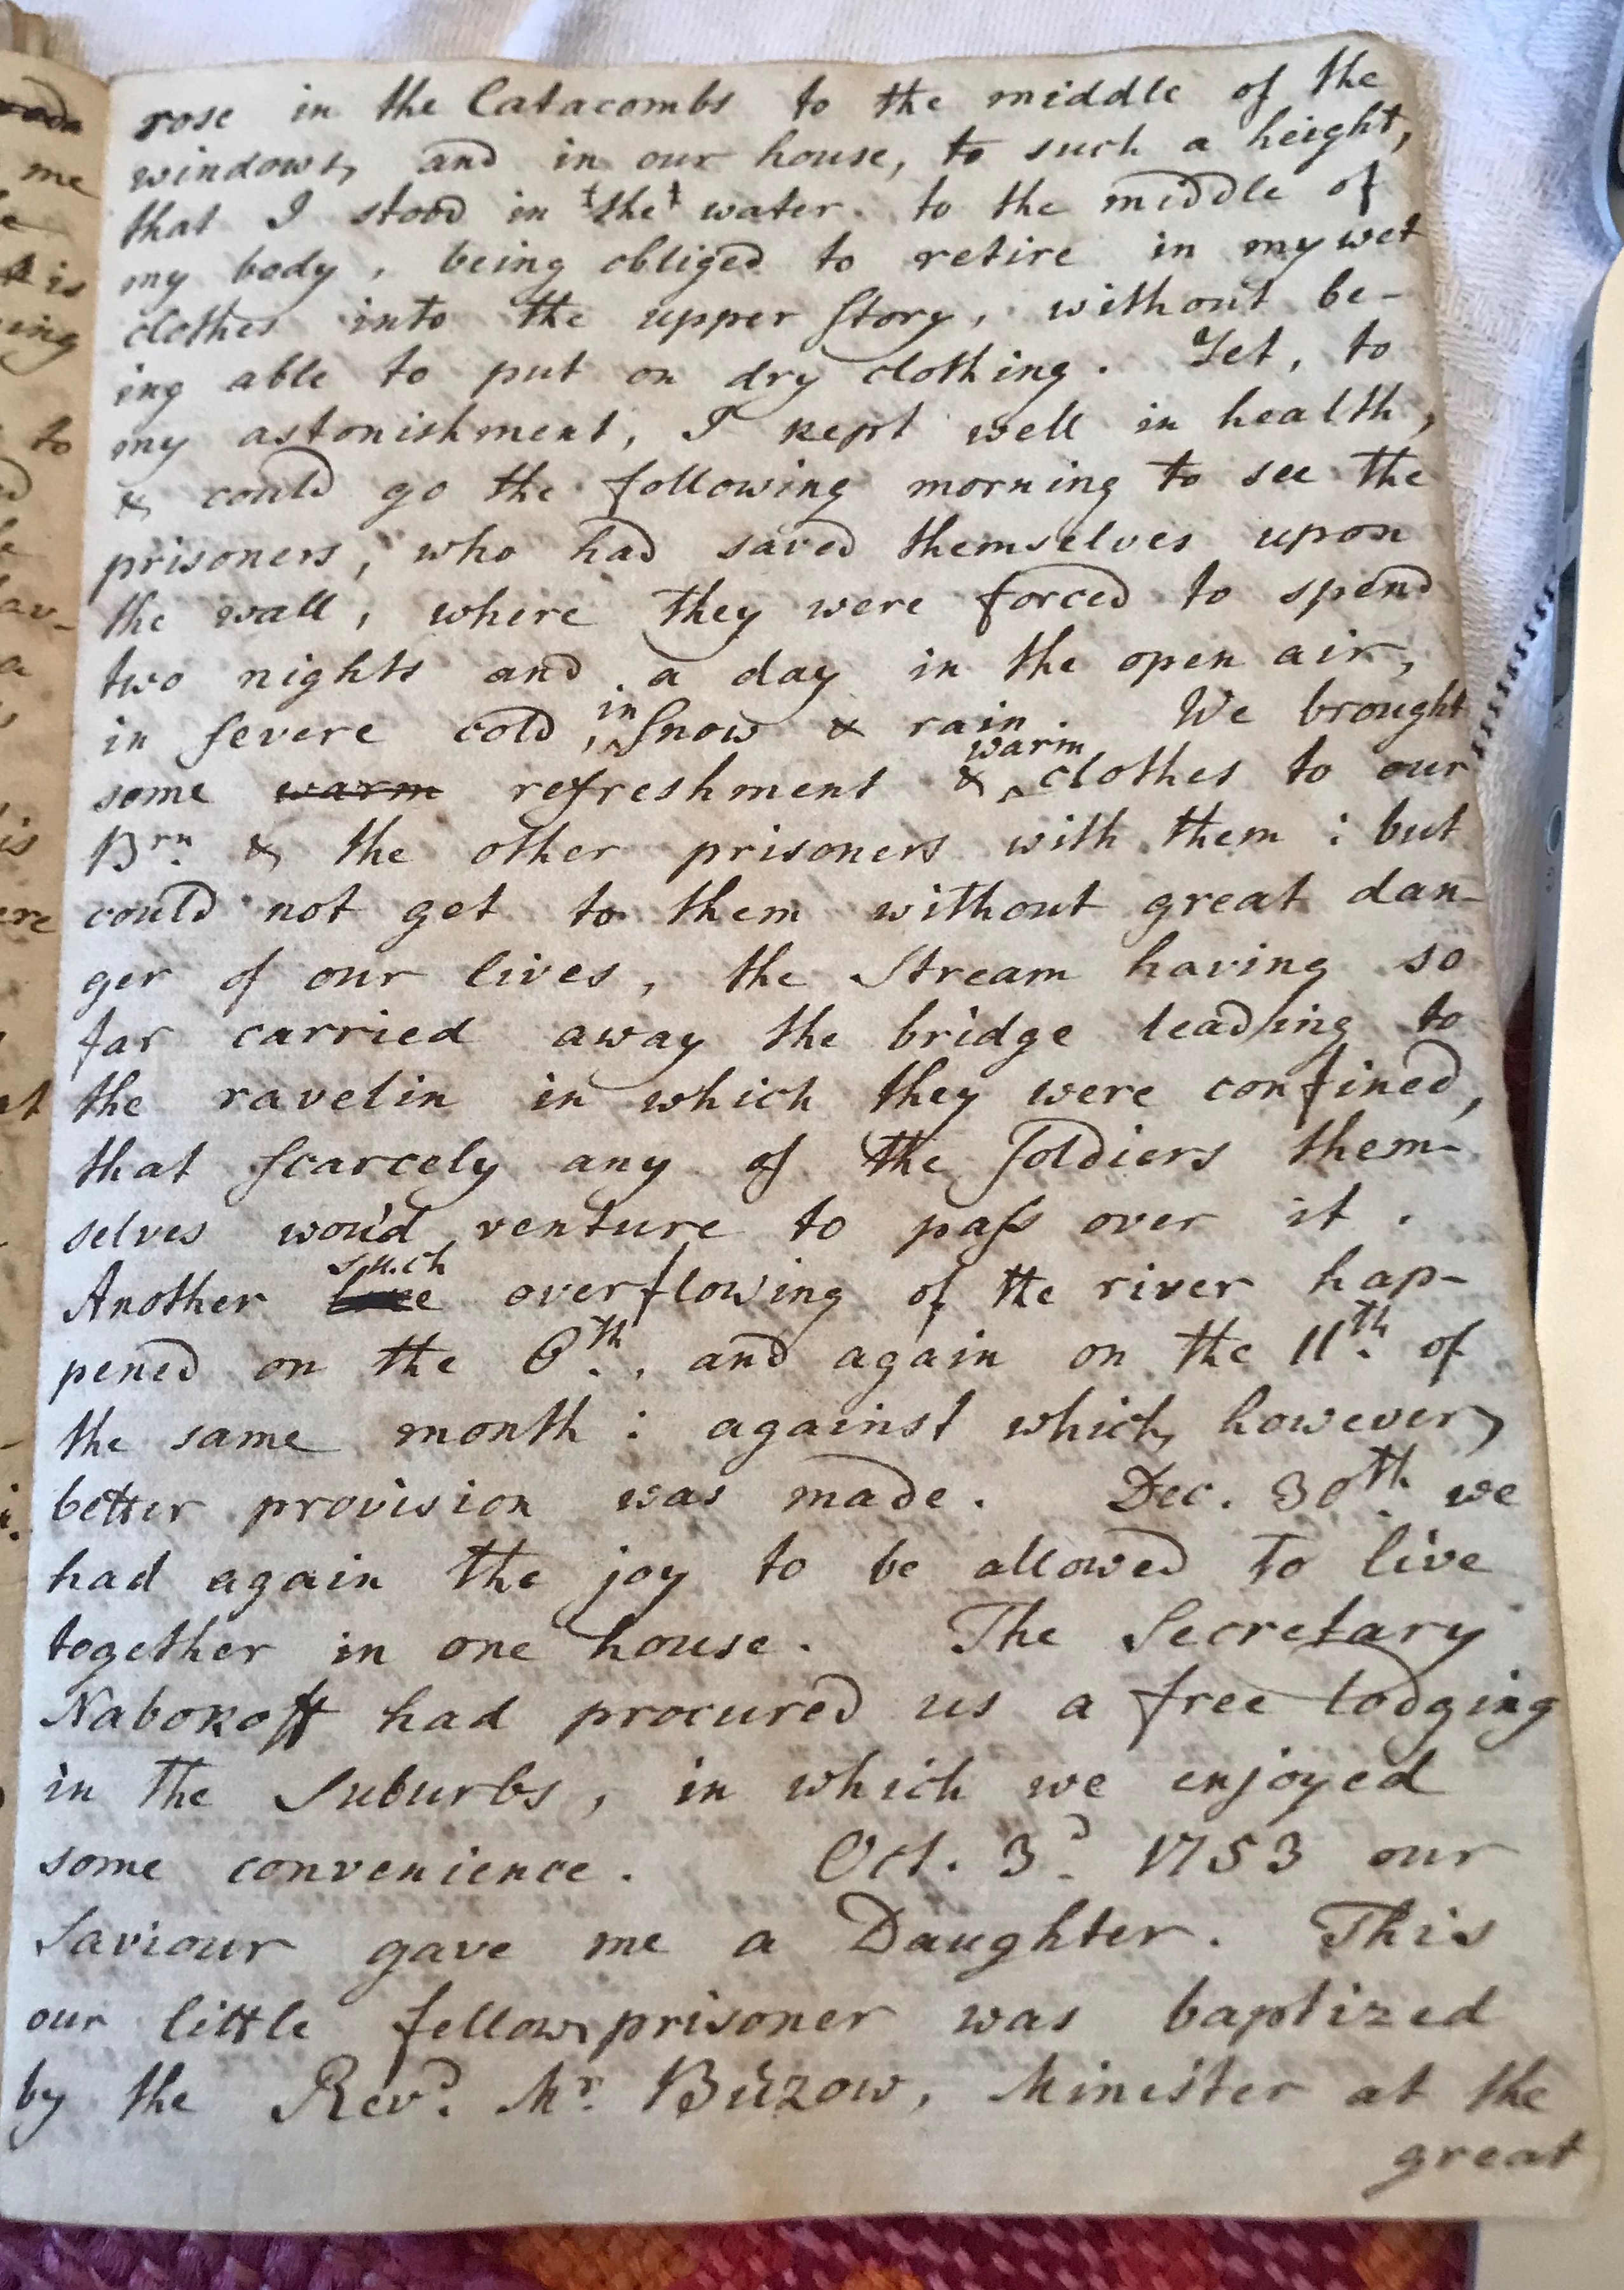 rose in the Catacombs to the middle of the
windows, and in our house, to such a height,
that I stood in the water to the middle of
my body, being obliged to retire in my wet
clothes into the upper Story, without be-
ing able to put on dry clothing. Yet, to
my astonishment, I kept well in health,
& could go the following morning to see the
prisoners, who had saved themselves upon
the wall, where they were forced to spend
two nights and a day in the open air,
in severe cold, in Snow & rain. We brought
some warm refreshment & warm clothes to our
Brn. & the other prisoners with them: but
could not get to them without great dan-
ger of our lives, the Stream having so
far carried away the bridge leading to
the ravelin in which they were confined,
that scarcely any of the Soldiers them-
selves wou'd venture to pass over it.
Another such overflowing of the river hap-
pened on the 6th., and again on the 11th. of
the same month: against which, however,
better provision was made. Dec. 30th. we
had again the joy to be allowed to live
together in one house. The Secretary
Nabokoff had procured us a free lodging
in the Suburbs, in which we enjoyed
some convenience. Oct. 3d. 1753 our
Saviour gave me a Daughter. This
our little fellow prisoner was baptized
by the Revd. Mr. Büzow, Minister at the
great